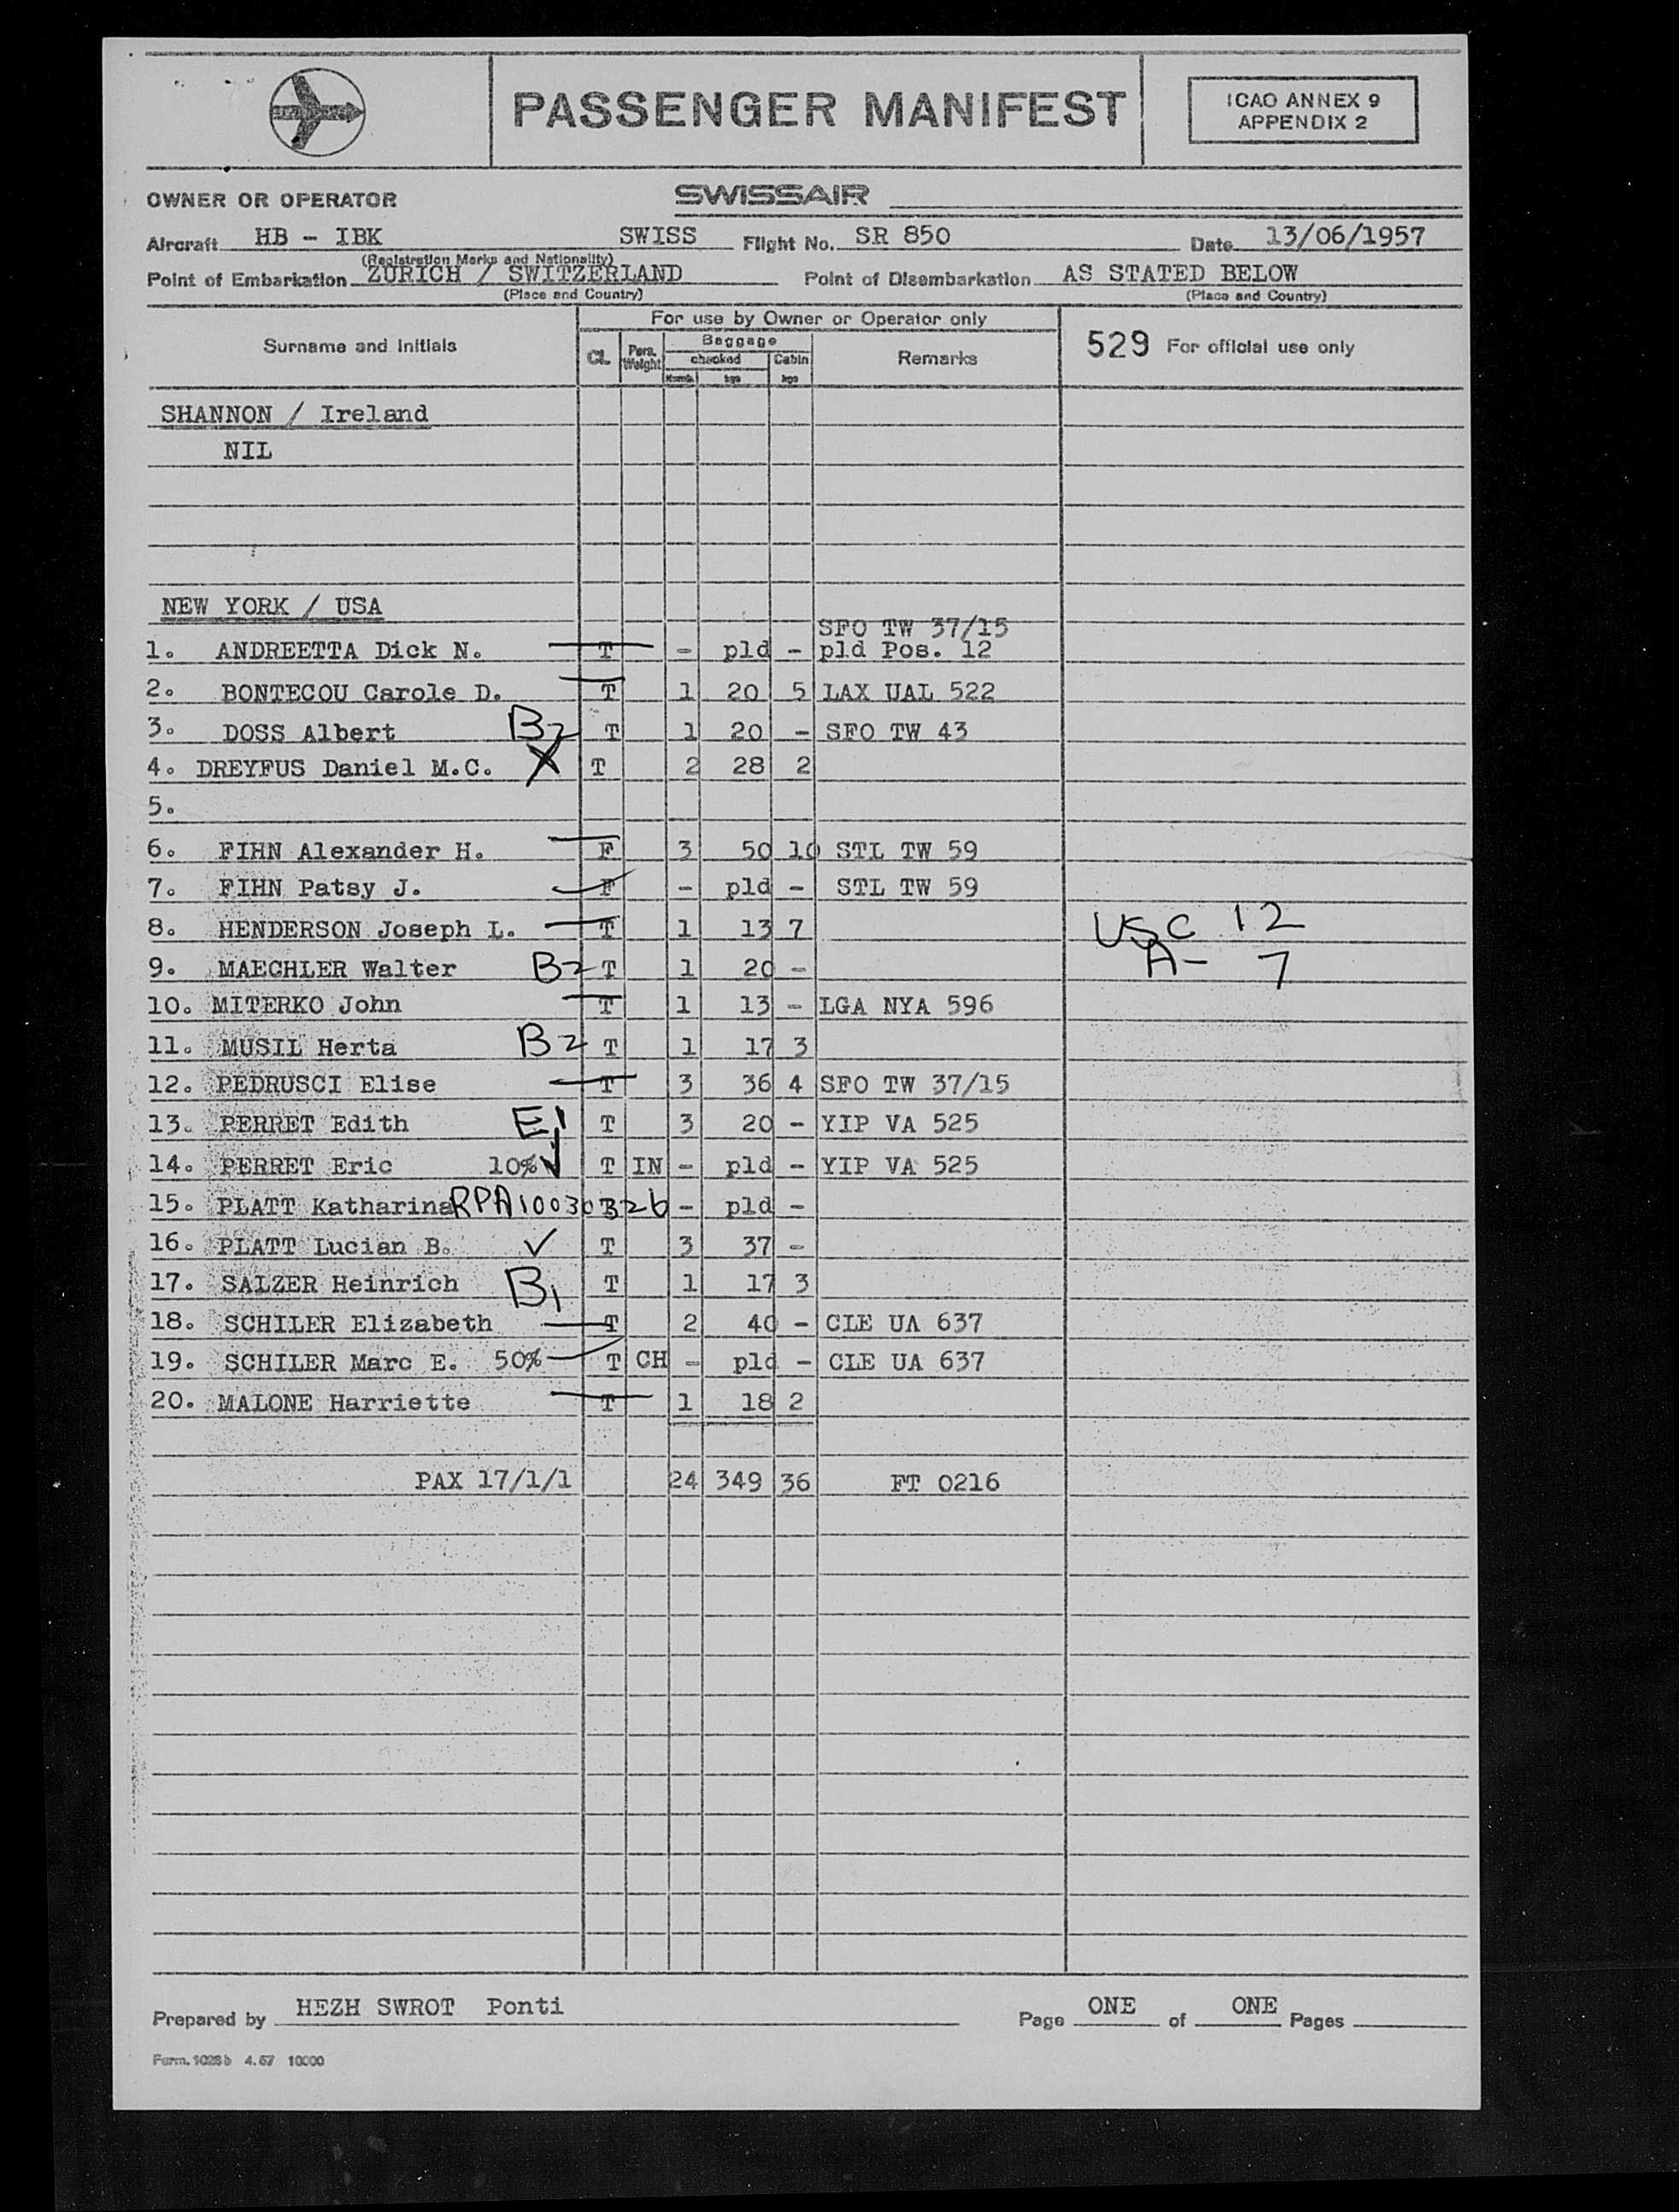 PASSENGER MANIFEST
ICAO ANNEX 9
APPENDIX 2
OWNER OR OPERATOR SWISSAIR
Aircraft HB - IBK SWISS Flight No. SR 850 Date 13/06/1957
(Registration Marks and Nationality)
Point of Embarkation ZURICH / SWITZERLAND Point of Disembarkation AS STATED BELOW
(Place and Country) (Place and Country)
For use by Owner or Operator only
Surname and Initials CL. Pers. Weight Baggage checked Numb. kgs Cabin kgs Remarks 529 For official use only
SHANNON / Ireland
NIL
NEW YORK / USA
SFO TW 37/15
1. ANDREETTA Dick N. T - pld - pld Pos. 12
2. BONTECOU Carole D. T 1 20 5 LAX UAL 522
3. DOSS Albert B2 T 1 20 - SFO TW 43
4. DREYFUS Daniel M.C. X T 2 28 2
5.
6. FIHN Alexander H. F 3 50 10 STL TW 59
7. FIHN Patsy J. F - pld - STL TW 59
8. HENDERSON Joseph L. T 1 13 7 USC 12
9. MAECHLER Walter B2 T 1 20 - A- 7
10. MITERKO John T 1 13 - LGA NYA 596
11. MUSIL Herta B2 T 1 17 3
12. PEDRUSCI Elise T 3 36 4 SFO TW 37/15
13. PERRET Edith E1 T 3 20 - YIP VA 525
14. PERRET Eric 10% ✓ T IN - pld - YIP VA 525
15. PLATT Katharina - pld -
16. PLATT Lucian B. ✓ T 3 37 -
17. SALZER Heinrich B1 T 1 17 3
18. SCHILER Elizabeth T 2 40 - CLE UA 637
19. SCHILER Marc E. 50% T CH - pld - CLE UA 637
20. MALONE Harriette T 1 18 2
PAX 17/1/1 24 349 36 FT 0216
Prepared by HEZH SWROT Ponti Page ONE of ONE Pages
Form. 1028b 4.57 10000